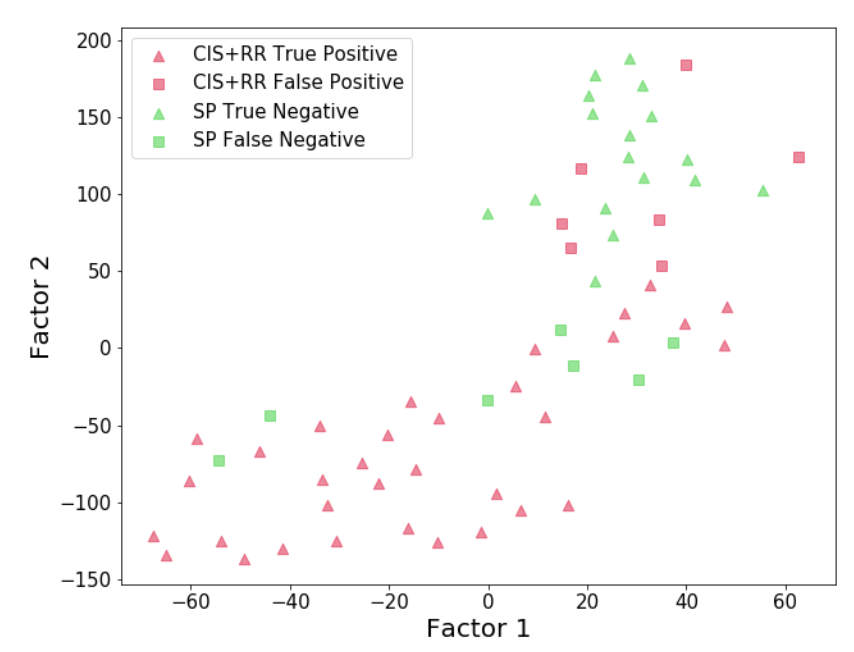 CIS+RR True Positive
CIS+RR False Positive
SP True Negative
SP False Negative
200
150
100
50
0
−50
−100
−150
Factor 2
−60 −40 −20 0 20 40 60
Factor 1